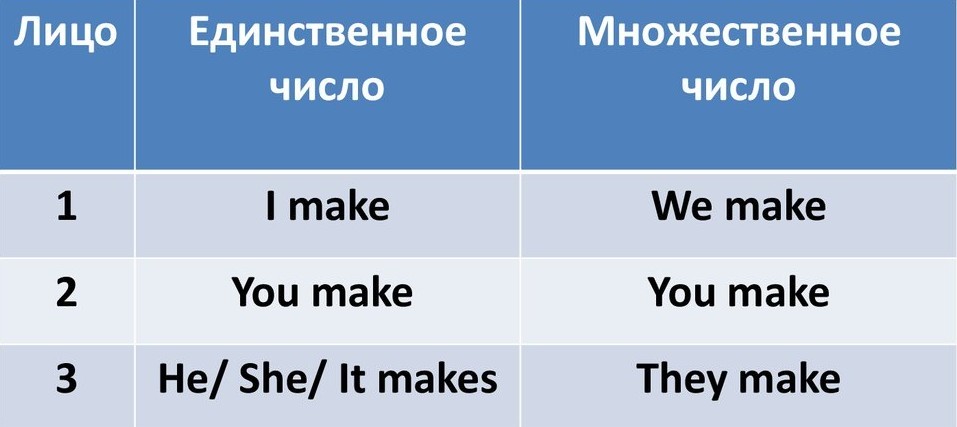 Лицо Единственное число Множественное число
1 I make We make
2 You make You make
3 He/ She/ It makes They make